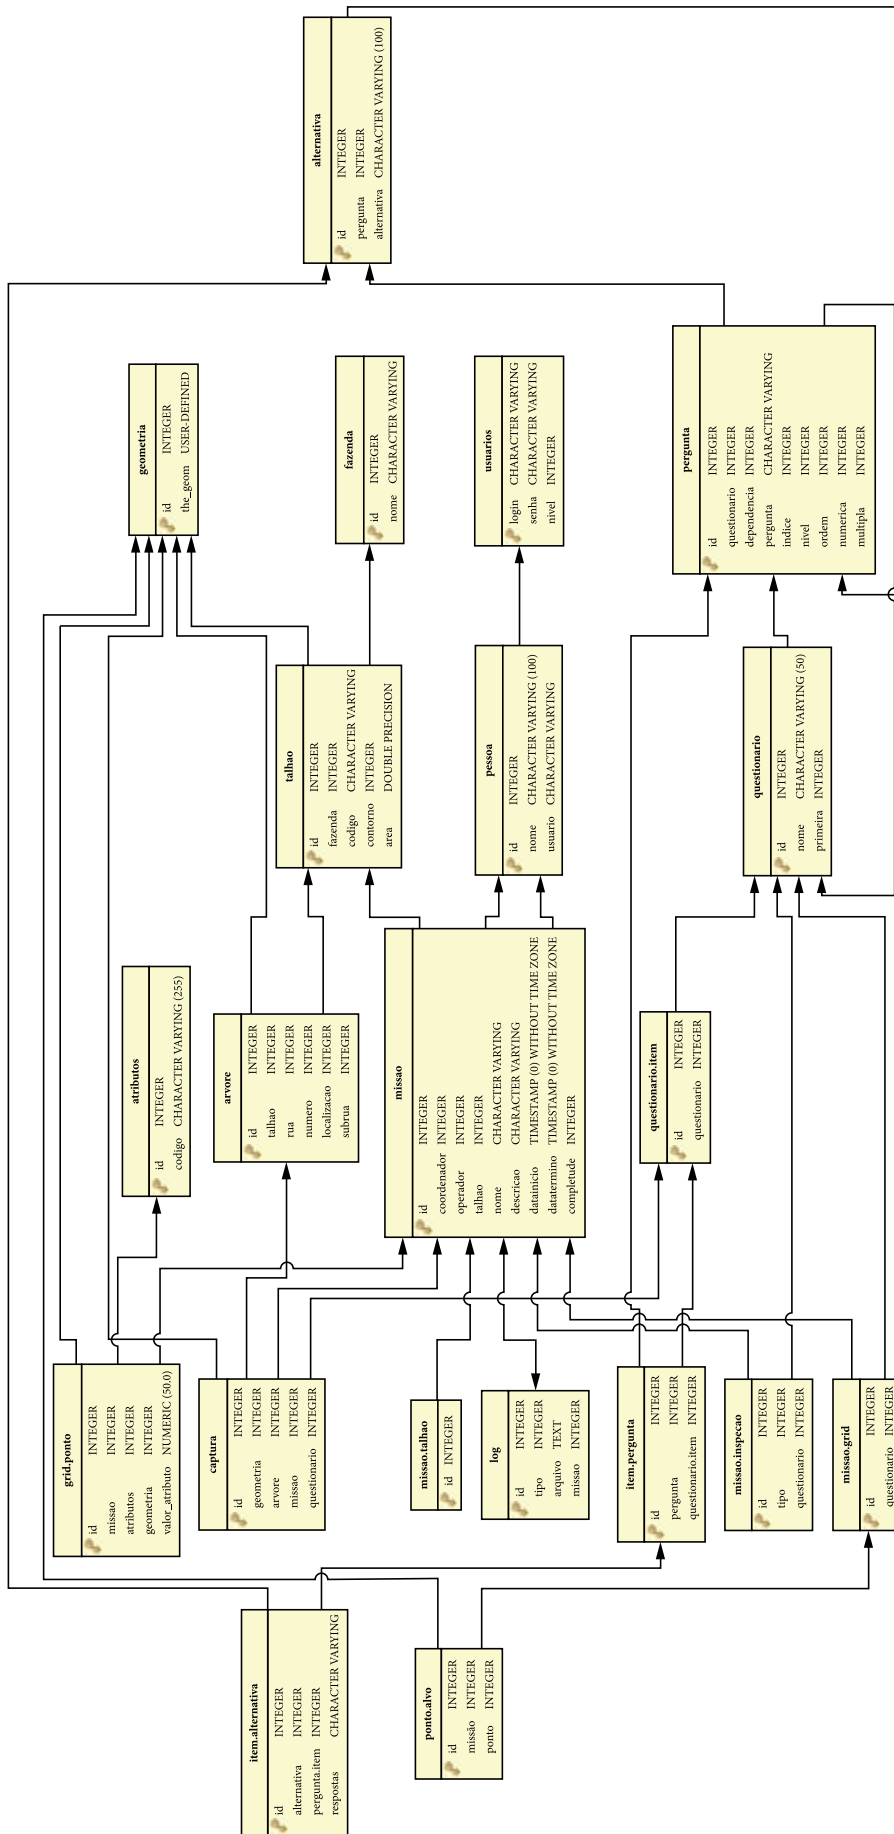 alternativa
id INTEGER
pergunta INTEGER
alternativa CHARACTER VARYING (100)
geometria
id INTEGER
the_geom USER-DEFINED
fazenda
id INTEGER
nome CHARACTER VARYING
usuarios
login CHARACTER VARYING
senha CHARACTER VARYING
nivel INTEGER
pergunta
id INTEGER
questionario INTEGER
dependencia INTEGER
pergunta CHARACTER VARYING
indice INTEGER
nivel INTEGER
ordem INTEGER
numerica INTEGER
multipla INTEGER
talhao
id INTEGER
fazenda INTEGER
codigo CHARACTER VARYING
contorno INTEGER
area DOUBLE PRECISION
pessoa
id INTEGER
nome CHARACTER VARYING (100)
usuario CHARACTER VARYING
questionario
id INTEGER
nome CHARACTER VARYING (50)
primeira INTEGER
atributos
id INTEGER
codigo CHARACTER VARYING (255)
arvore
id INTEGER
talhao INTEGER
rua INTEGER
numero INTEGER
localizacao INTEGER
subrua INTEGER
missao
id INTEGER
coordenador INTEGER
operador INTEGER
talhao INTEGER
nome CHARACTER VARYING
descricao CHARACTER VARYING
datainicio TIMESTAMP (0) WITHOUT TIME ZONE
datatermino TIMESTAMP (0) WITHOUT TIME ZONE
completude INTEGER
questionario.item
id INTEGER
questionario INTEGER
grid.ponto
id INTEGER
missao INTEGER
atributos INTEGER
geometria INTEGER
valor_atributo NUMERIC (50.0)
captura
id INTEGER
geometria INTEGER
arvore INTEGER
missao INTEGER
questionario INTEGER
missao.talhao
id INTEGER
log
id INTEGER
tipo INTEGER
arquivo TEXT
missao INTEGER
item.pergunta
id INTEGER
pergunta INTEGER
questionario.item INTEGER
missao.inspecao
id INTEGER
tipo INTEGER
questionario INTEGER
missao.grid
id INTEGER
questionario INTEGER
item.alternativa
id INTEGER
alternativa INTEGER
pergunta.item INTEGER
respostas CHARACTER VARYING
ponto.alvo
id INTEGER
missão INTEGER
ponto INTEGER